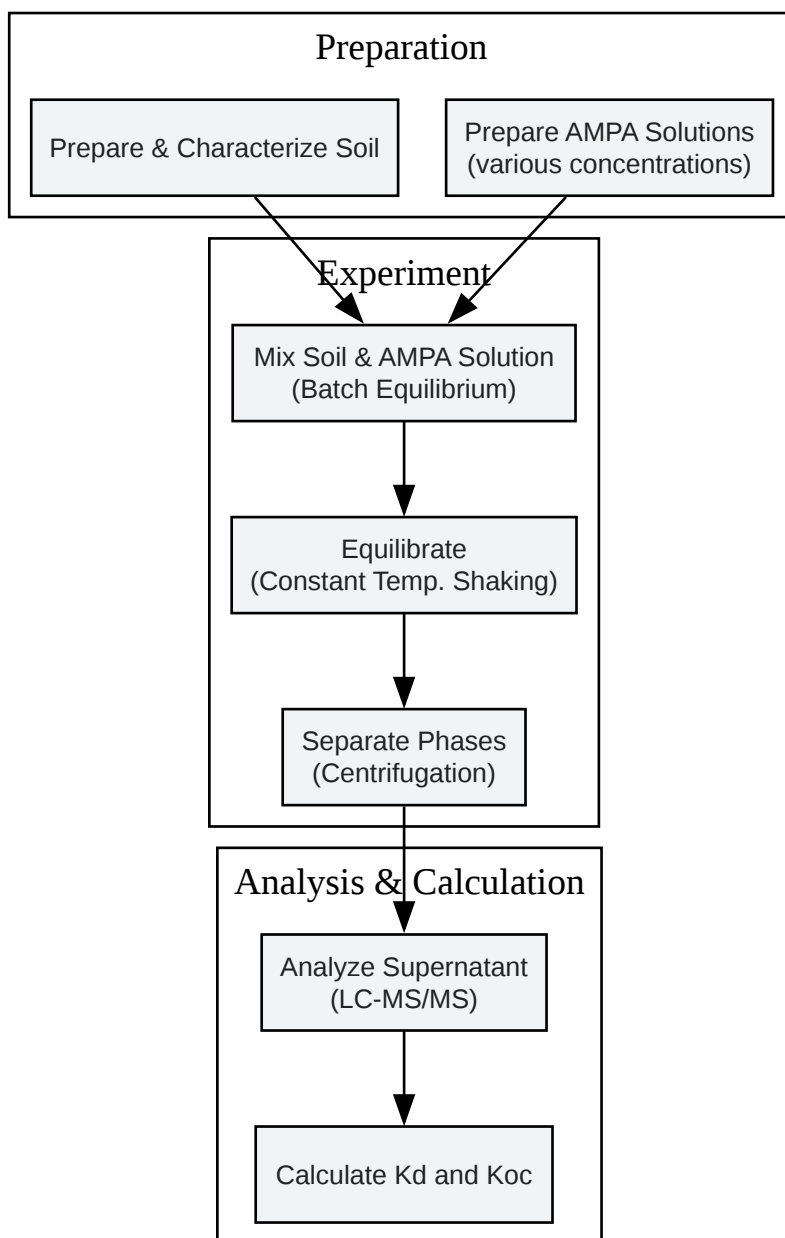 Preparation
Prepare & Characterize Soil
Prepare AMPA Solutions
(various concentrations)
Experiment
Mix Soil & AMPA Solution
(Batch Equilibrium)
Equilibrate
(Constant Temp. Shaking)
Separate Phases
(Centrifugation)
Analysis & Calculation
Analyze Supernatant
(LC-MS/MS)
Calculate Kd and Koc